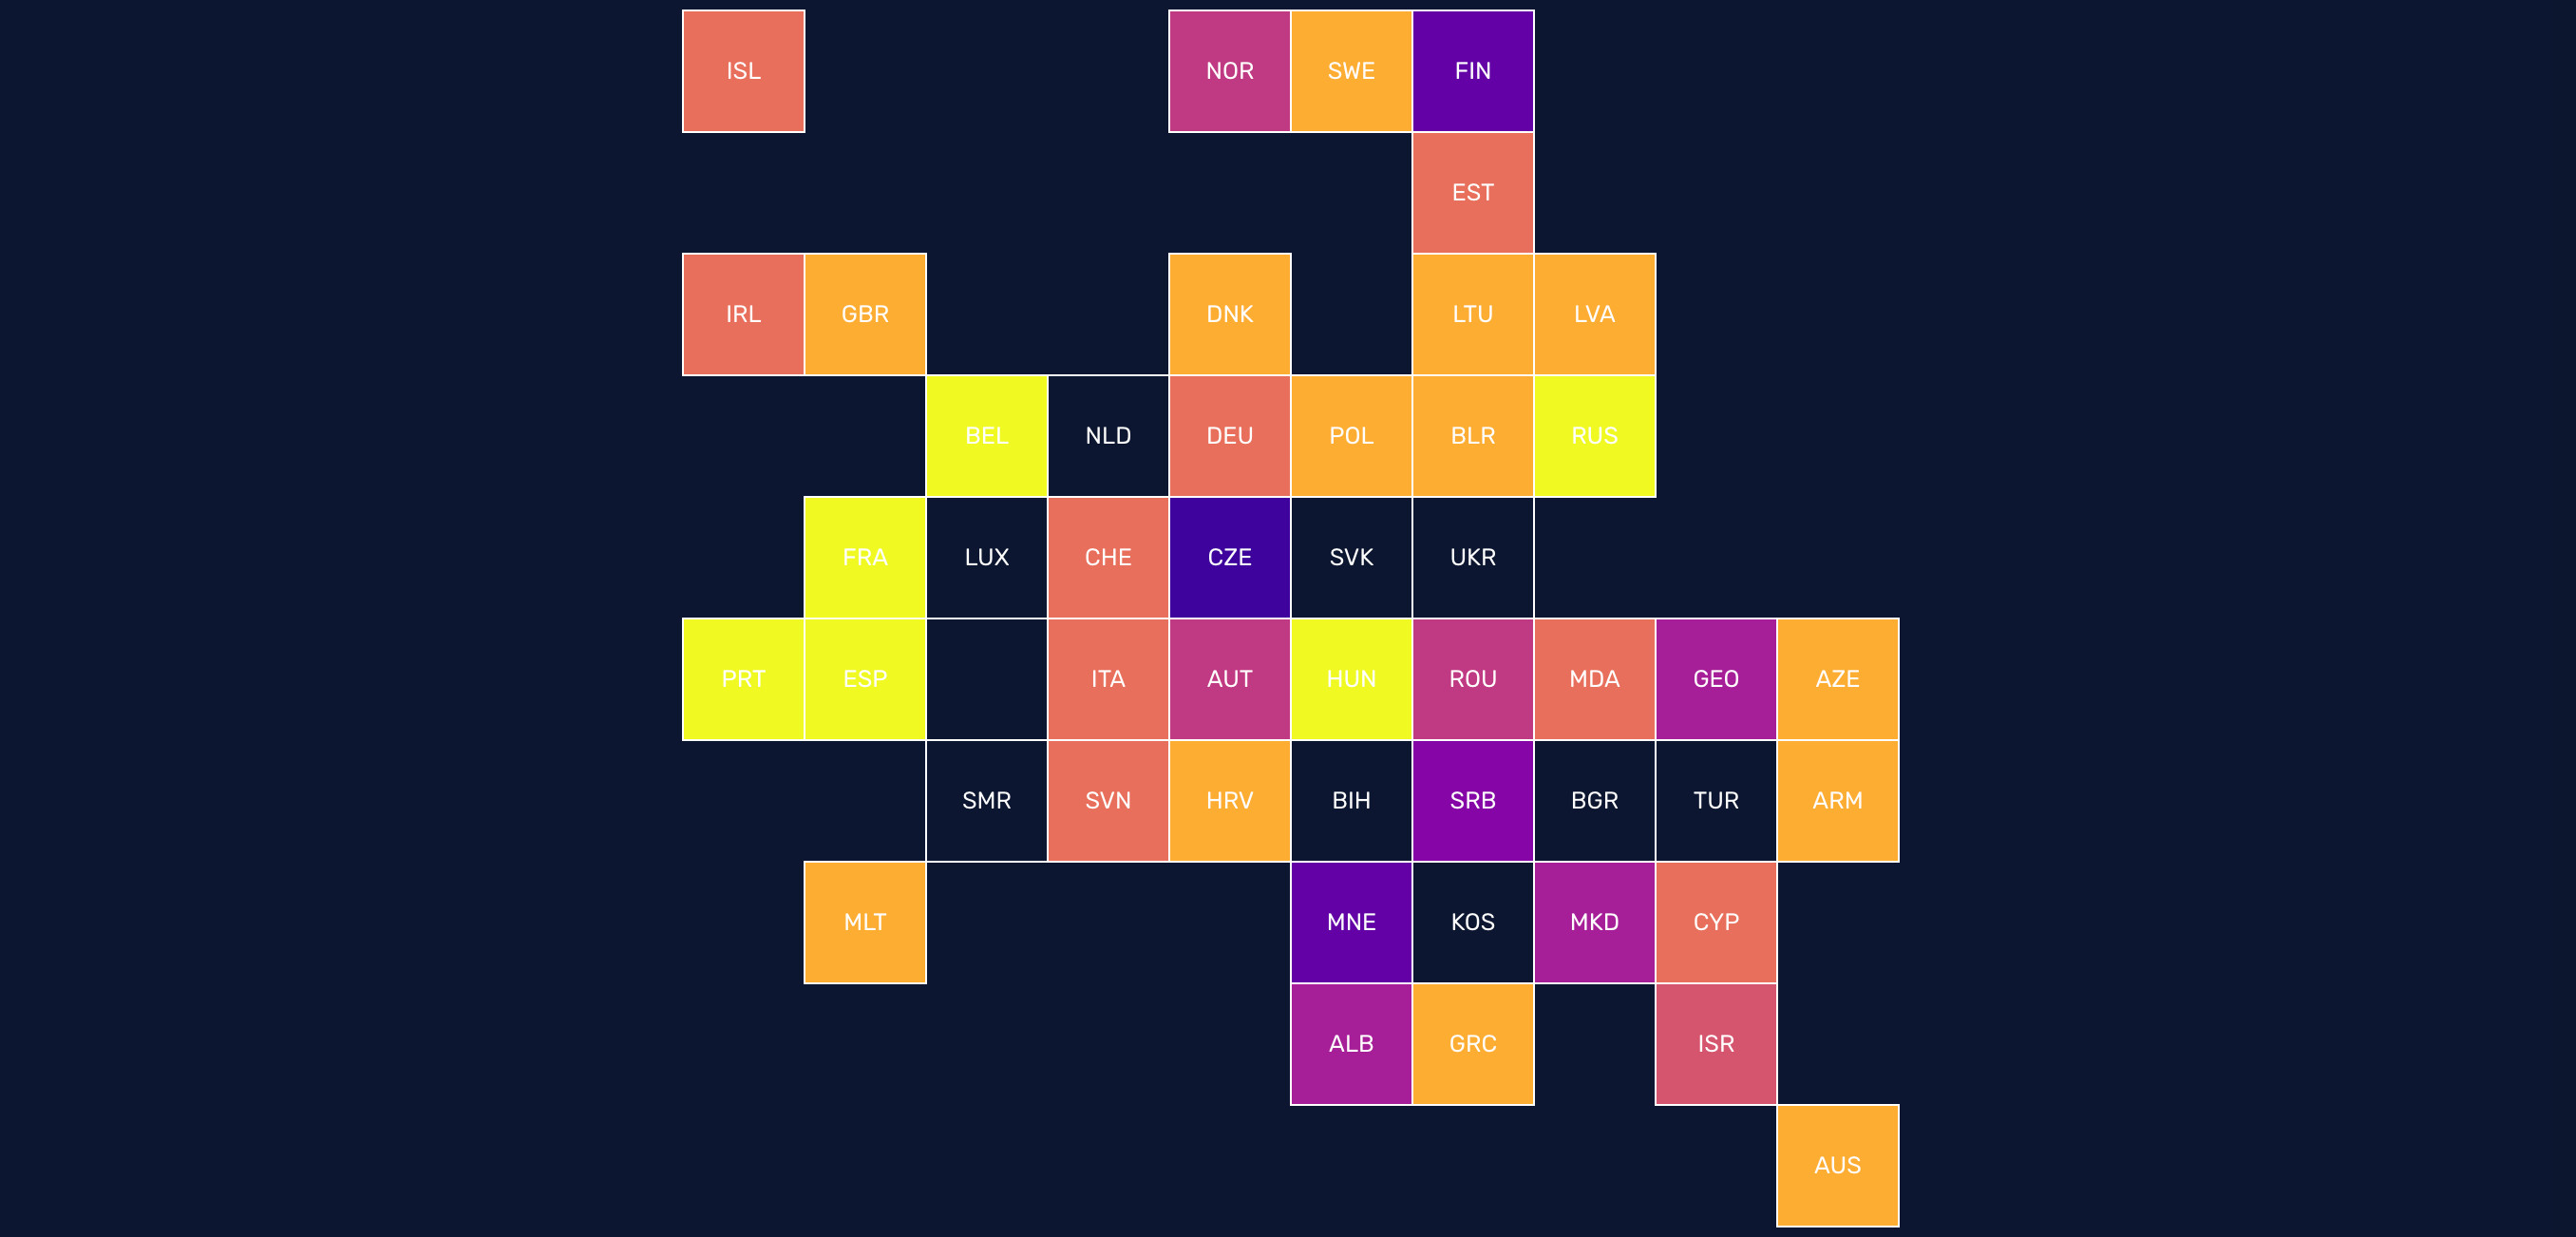 ISL NOR SWE FIN
EST
IRL GBR DNK LTU LVA
BEL NLD DEU POL BLR RUS
FRA LUX CHE CZE SVK UKR
PRT ESP ITA AUT HUN ROU MDA GEO AZE
SMR SVN HRV BIH SRB BGR TUR ARM
MLT MNE KOS MKD CYP
ALB GRC ISR
AUS